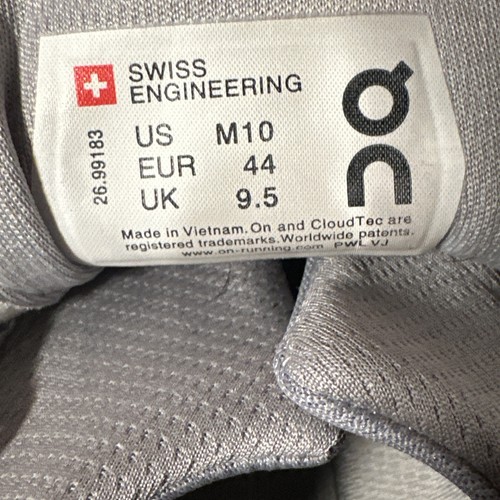 SWISS
ENGINEERING
US M10
EUR 44
UK 9.5
26.99183
On
Made in Vietnam. On and CloudTec are
registered trademarks. Worldwide patents.
www.on-running.com PWL VJ